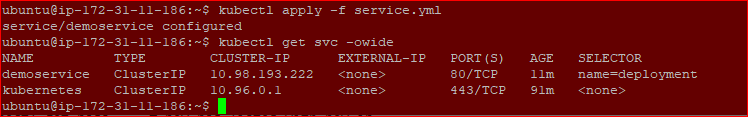 ubuntu@ip-172-31-11-186:~$ kubectl apply -f service.yml
service/demoservice configured
ubuntu@ip-172-31-11-186:~$ kubectl get svc -owide
NAME          TYPE        CLUSTER-IP      EXTERNAL-IP   PORT(S)   AGE   SELECTOR
demoservice   ClusterIP   10.98.193.222   <none>        80/TCP    11m   name=deployment
kubernetes    ClusterIP   10.96.0.1       <none>        443/TCP   91m   <none>
ubuntu@ip-172-31-11-186:~$